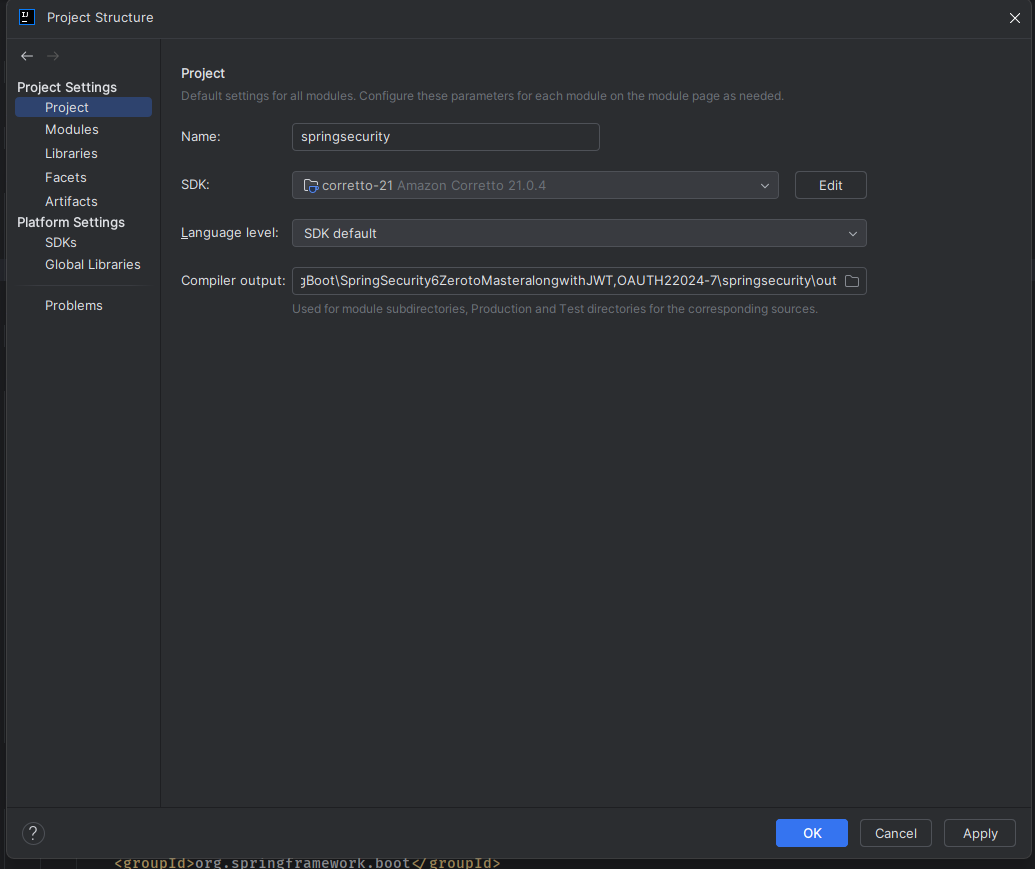 Project Structure
Project Settings
Project
Modules
Libraries
Facets
Artifacts
Platform Settings
SDKs
Global Libraries
Problems
Project
Default settings for all modules. Configure these parameters for each module on the module page as needed.
Name: springsecurity
SDK: corretto-21 Amazon Corretto 21.0.4 Edit
Language level: SDK default
Compiler output: gBoot\SpringSecurity6ZerotoMasteralongwithJWT,OAUTH22024-7\springsecurity\out
Used for module subdirectories, Production and Test directories for the corresponding sources.
? OK Cancel Apply
<groupId>org.springframework.boot</groupId>